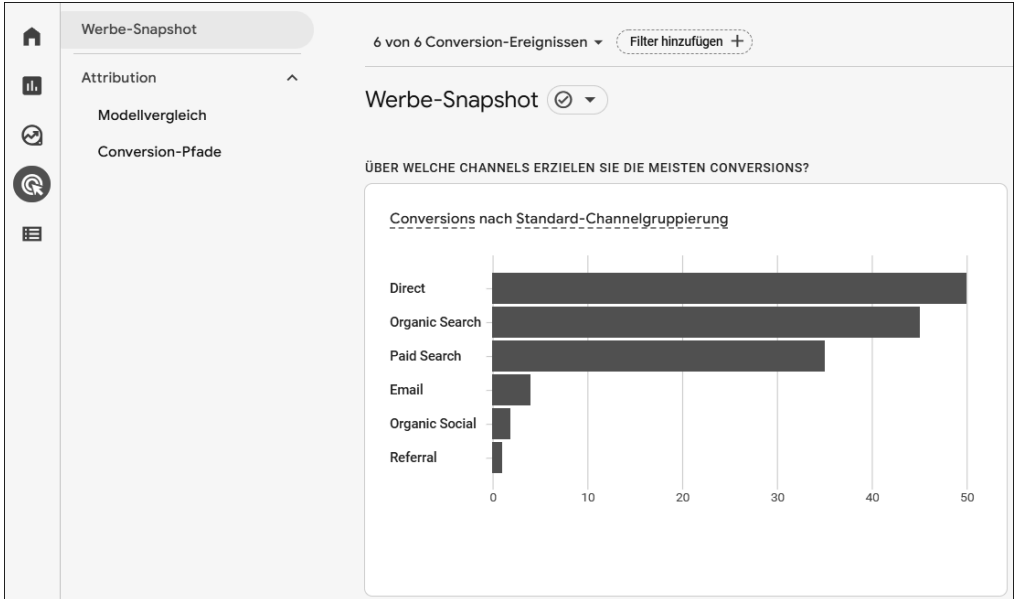 Werbe-Snapshot
Attribution
Modellvergleich
Conversion-Pfade
6 von 6 Conversion-Ereignissen
Filter hinzufügen +
Werbe-Snapshot
ÜBER WELCHE CHANNELS ERZIELEN SIE DIE MEISTEN CONVERSIONS?
Conversions nach Standard-Channelgruppierung
Direct
Organic Search
Paid Search
Email
Organic Social
Referral
0 10 20 30 40 50